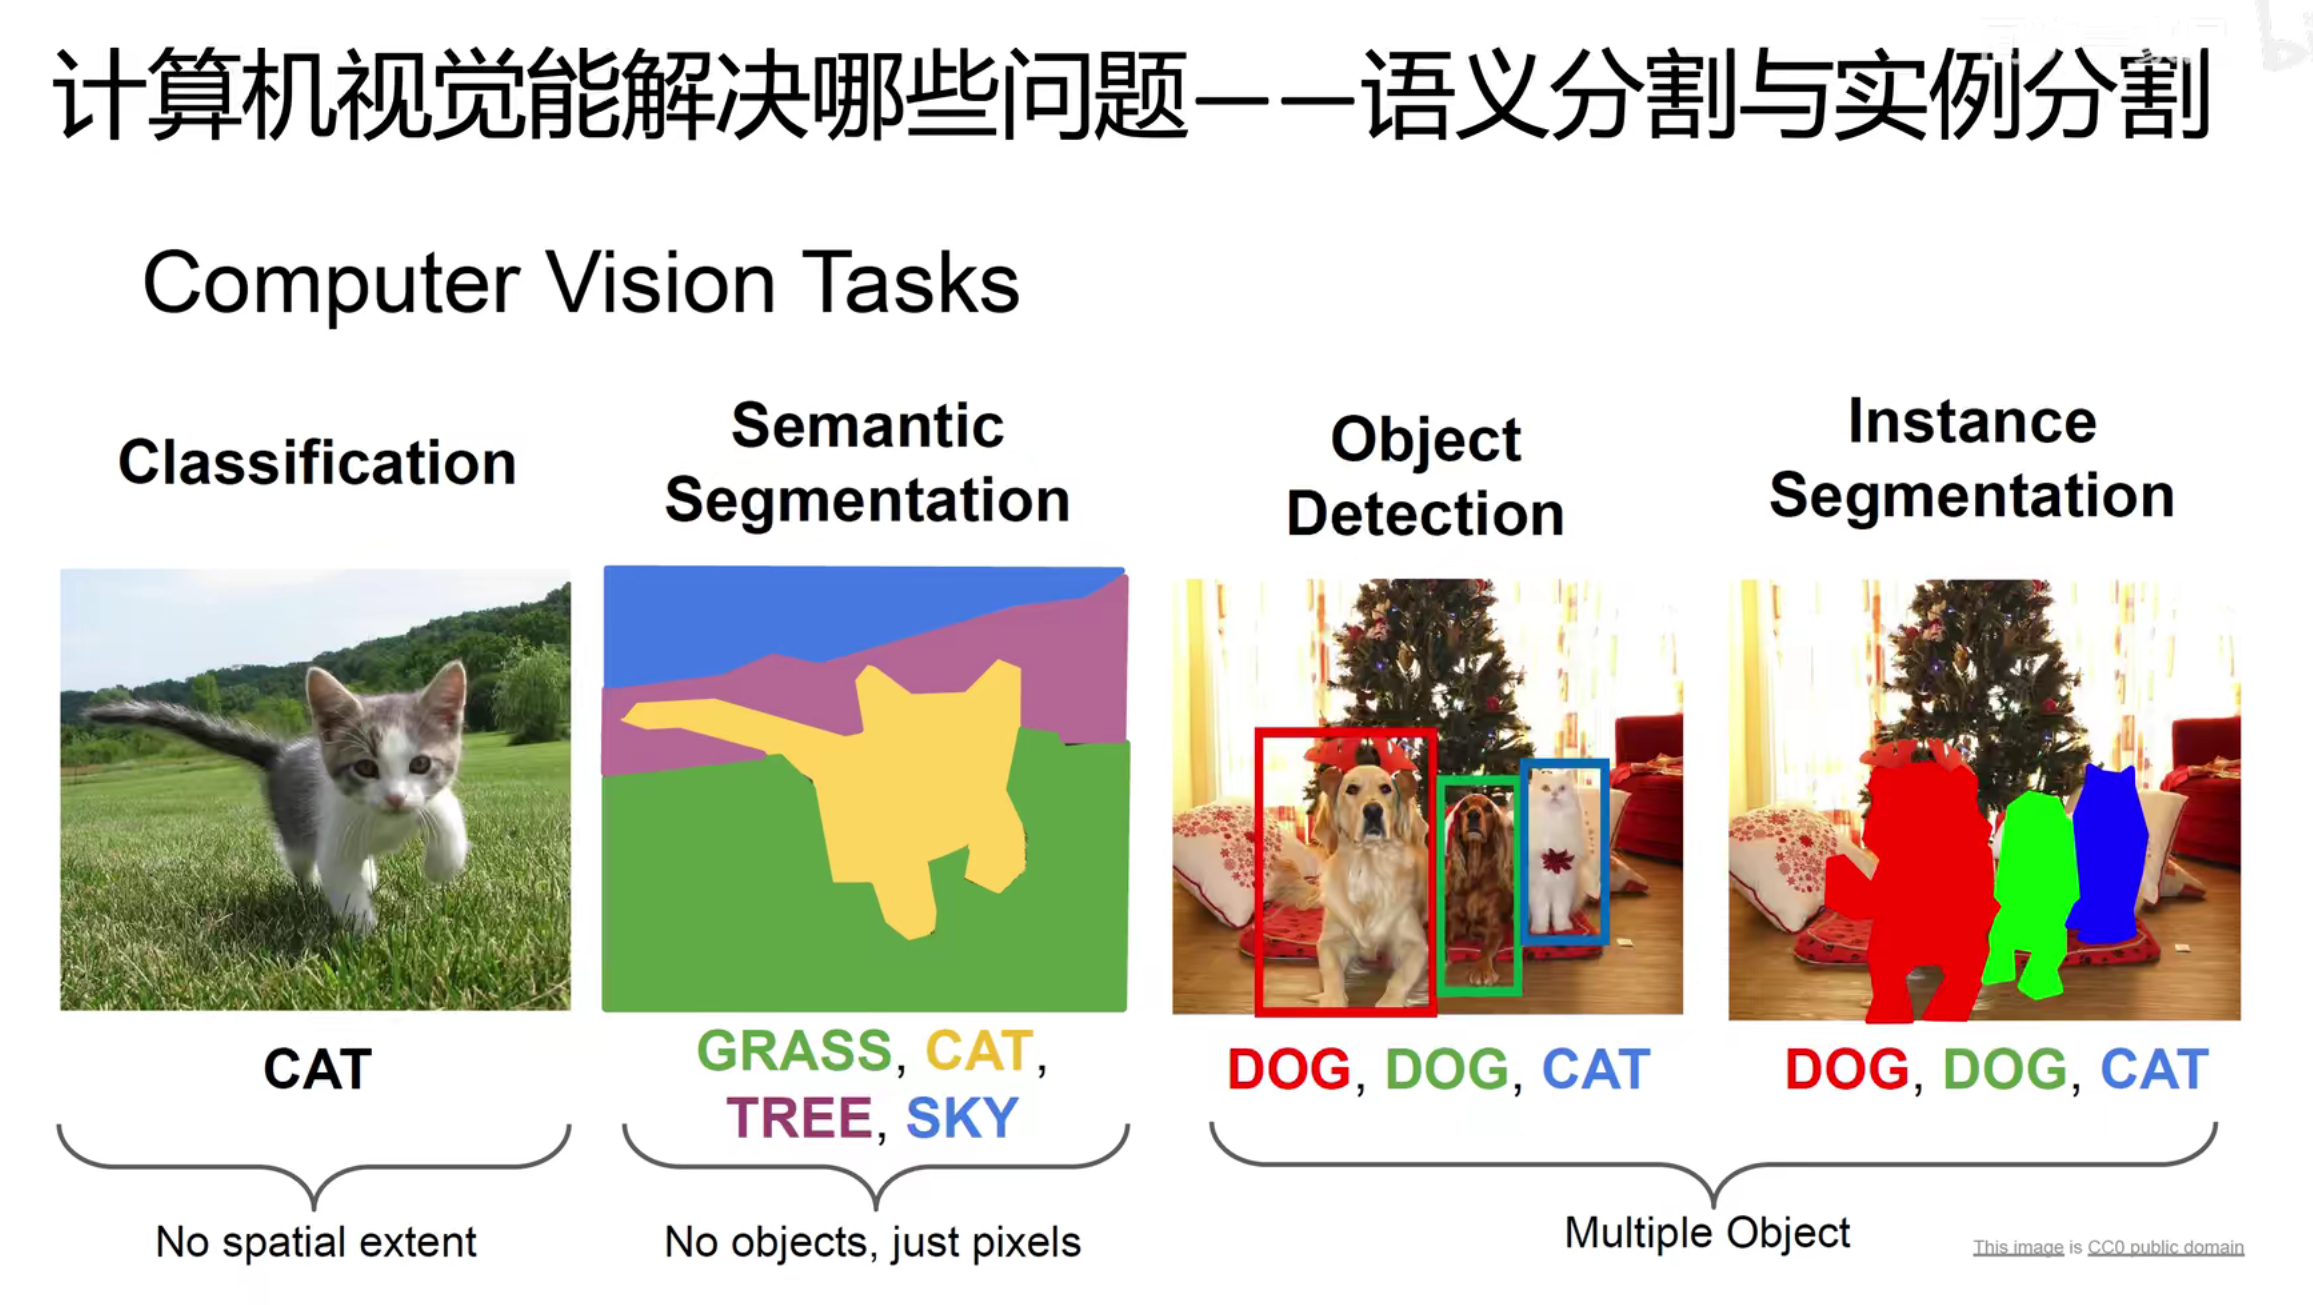 计算机视觉能解决哪些问题——语义分割与实例分割
Computer Vision Tasks
Classification
Semantic
Segmentation
Object
Detection
Instance
Segmentation
CAT
GRASS, CAT,
TREE, SKY
DOG, DOG, CAT
DOG, DOG, CAT
No spatial extent
No objects, just pixels
Multiple Object
This image is CC0 public domain